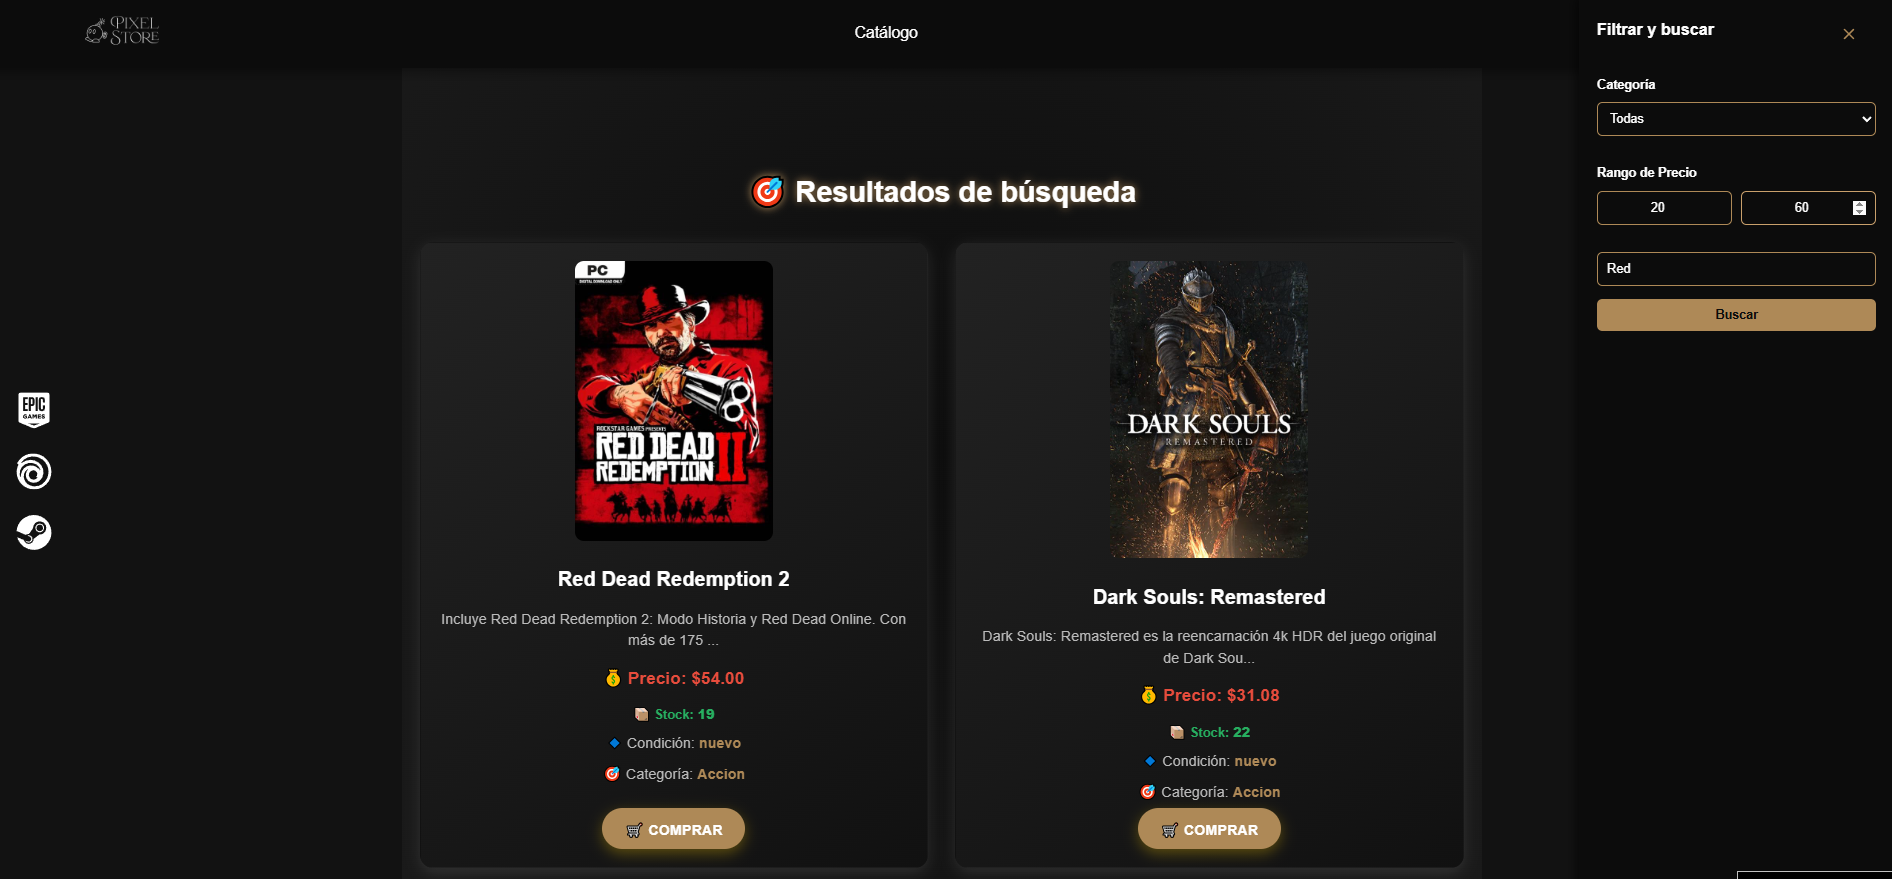 PIXEL
STORE
Catálogo
Filtrar y buscar
Categoría
Todas
Rango de Precio
20
60
Red
Buscar
Resultados de búsqueda
PC
DIGITAL DOWNLOAD ONLY
ROCKSTAR GAMES PRESENTS
RED DEAD
REDEMPTION II
DARK SOULS
REMASTERED
EPIC
GAMES
Red Dead Redemption 2
Incluye Red Dead Redemption 2: Modo Historia y Red Dead Online. Con
más de 175 ...
Precio: $54.00
Stock: 19
Condición: nuevo
Categoría: Accion
COMPRAR
Dark Souls: Remastered
Dark Souls: Remastered es la reencarnación 4k HDR del juego original
de Dark Sou...
Precio: $31.08
Stock: 22
Condición: nuevo
Categoría: Accion
COMPRAR